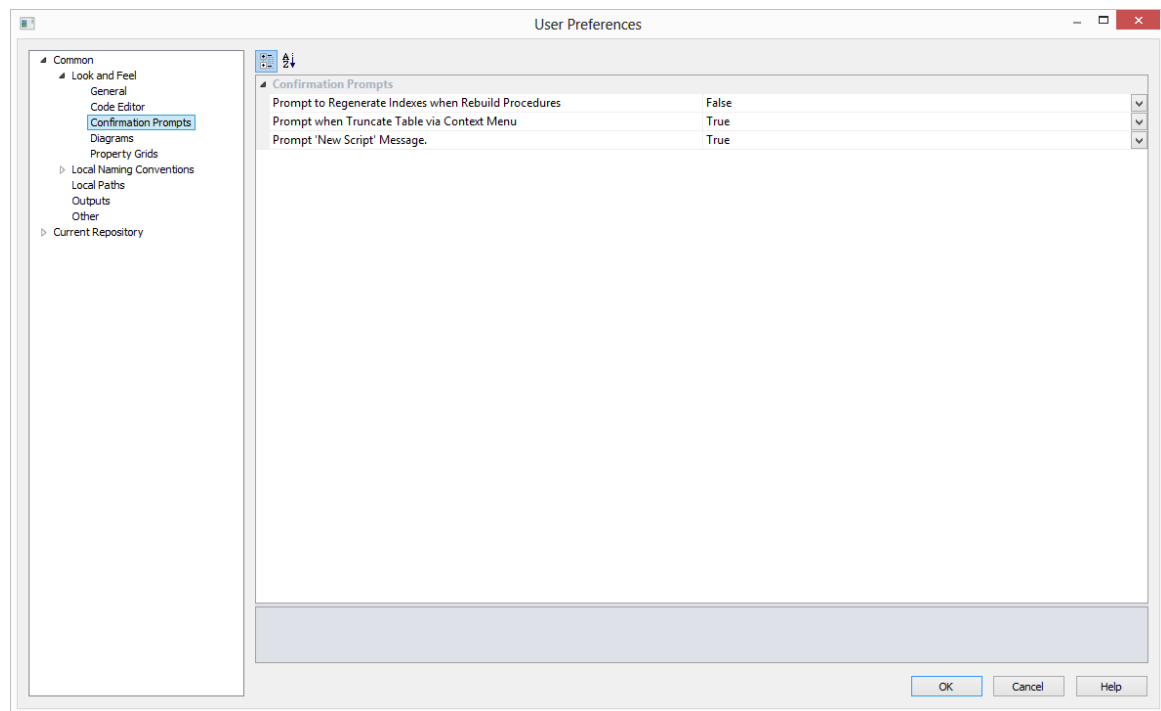 User Preferences
Common
Look and Feel
General
Code Editor
Confirmation Prompts
Diagrams
Property Grids
Local Naming Conventions
Local Paths
Outputs
Other
Current Repository
Confirmation Prompts
Prompt to Regenerate Indexes when Rebuild Procedures False
Prompt when Truncate Table via Context Menu True
Prompt 'New Script' Message. True
OK Cancel Help